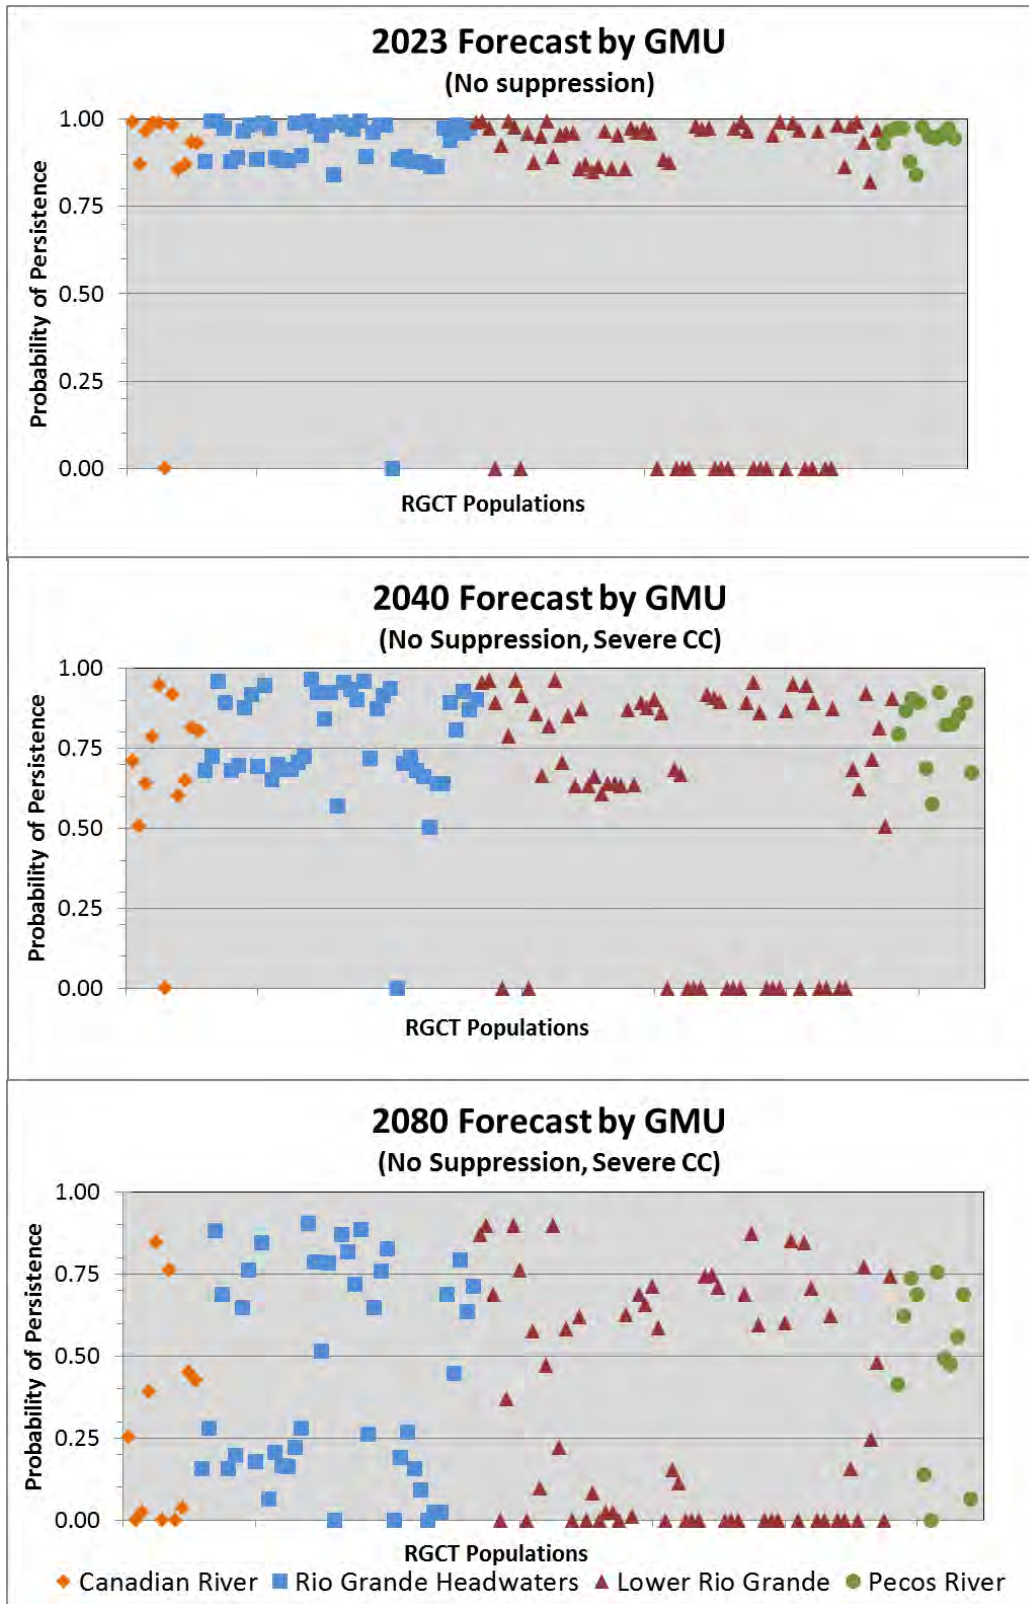 2023 Forecast by GMU
(No suppression)
Probability of Persistence
1.00
0.75
0.50
0.25
0.00
RGCT Populations
2040 Forecast by GMU
(No Suppression, Severe CC)
Probability of Persistence
1.00
0.75
0.50
0.25
0.00
RGCT Populations
2080 Forecast by GMU
(No Suppression, Severe CC)
Probability of Persistence
1.00
0.75
0.50
0.25
0.00
RGCT Populations
Canadian River Rio Grande Headwaters Lower Rio Grande Pecos River